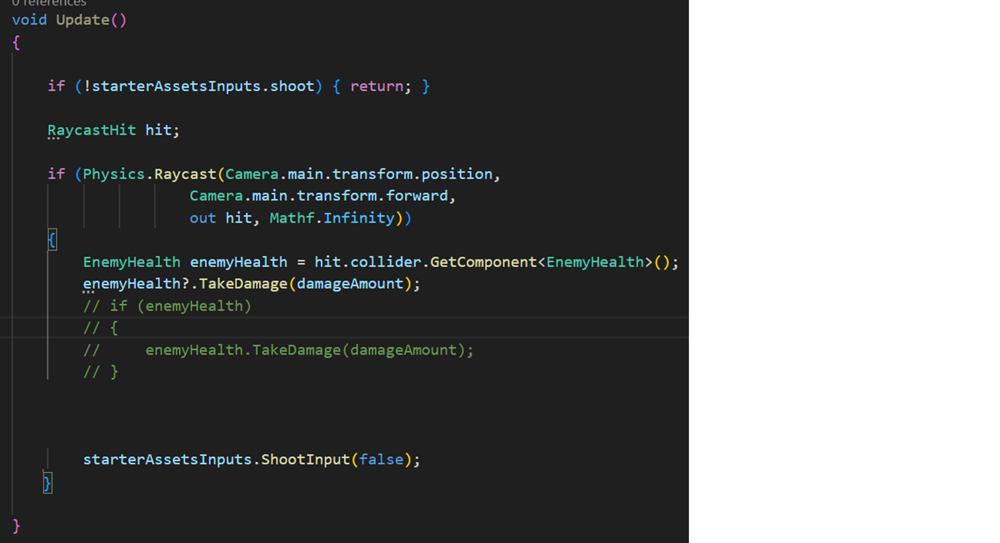 0 references
void Update()
{
if (!starterAssetsInputs.shoot) { return; }
RaycastHit hit;
if (Physics.Raycast(Camera.main.transform.position,
Camera.main.transform.forward,
out hit, Mathf.Infinity))
{
EnemyHealth enemyHealth = hit.collider.GetComponent<EnemyHealth>();
enemyHealth?.TakeDamage(damageAmount);
// if (enemyHealth)
// {
//     enemyHealth.TakeDamage(damageAmount);
// }
starterAssetsInputs.ShootInput(false);
}
}